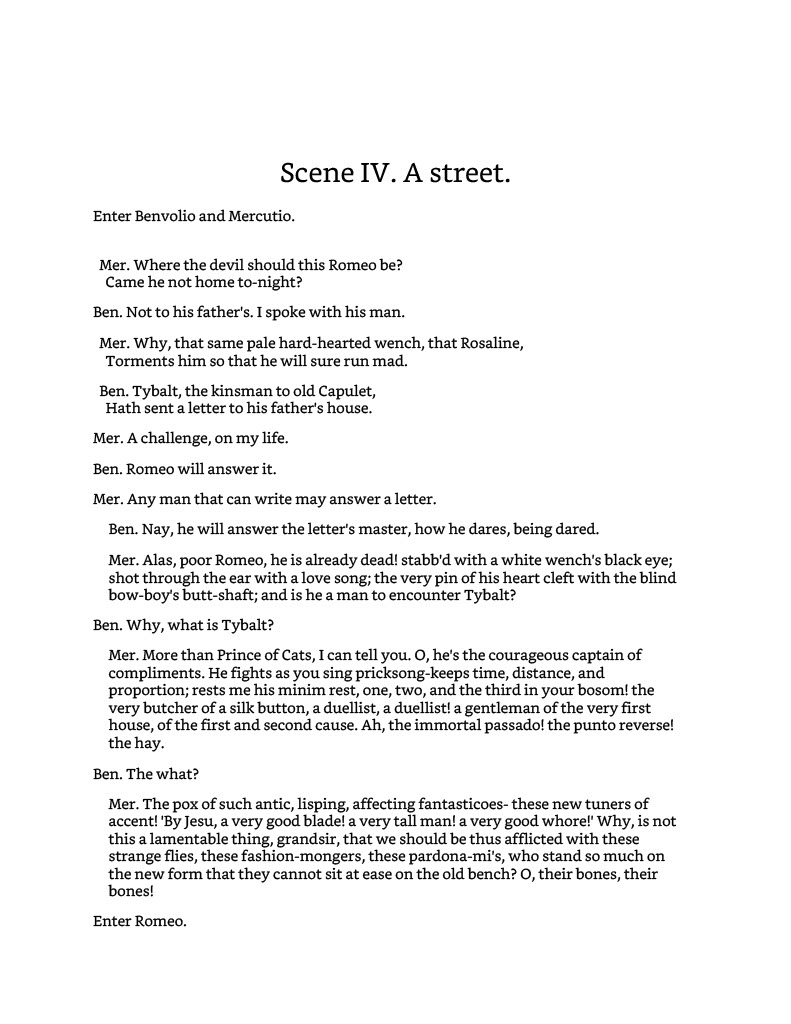 Scene IV. A street.
Enter Benvolio and Mercutio.
Mer. Where the devil should this Romeo be?
Came he not home to-night?
Ben. Not to his father's. I spoke with his man.
Mer. Why, that same pale hard-hearted wench, that Rosaline,
Torments him so that he will sure run mad.
Ben. Tybalt, the kinsman to old Capulet,
Hath sent a letter to his father's house.
Mer. A challenge, on my life.
Ben. Romeo will answer it.
Mer. Any man that can write may answer a letter.
Ben. Nay, he will answer the letter's master, how he dares, being dared.
Mer. Alas, poor Romeo, he is already dead! stabb'd with a white wench's black eye;
shot through the ear with a love song; the very pin of his heart cleft with the blind
bow-boy's butt-shaft; and is he a man to encounter Tybalt?
Ben. Why, what is Tybalt?
Mer. More than Prince of Cats, I can tell you. O, he's the courageous captain of
compliments. He fights as you sing pricksong-keeps time, distance, and
proportion; rests me his minim rest, one, two, and the third in your bosom! the
very butcher of a silk button, a duellist, a duellist! a gentleman of the very first
house, of the first and second cause. Ah, the immortal passado! the punto reverse!
the hay.
Ben. The what?
Mer. The pox of such antic, lisping, affecting fantasticoes- these new tuners of
accent! 'By Jesu, a very good blade! a very tall man! a very good whore!' Why, is not
this a lamentable thing, grandsir, that we should be thus afflicted with these
strange flies, these fashion-mongers, these pardona-mi's, who stand so much on
the new form that they cannot sit at ease on the old bench? O, their bones, their
bones!
Enter Romeo.